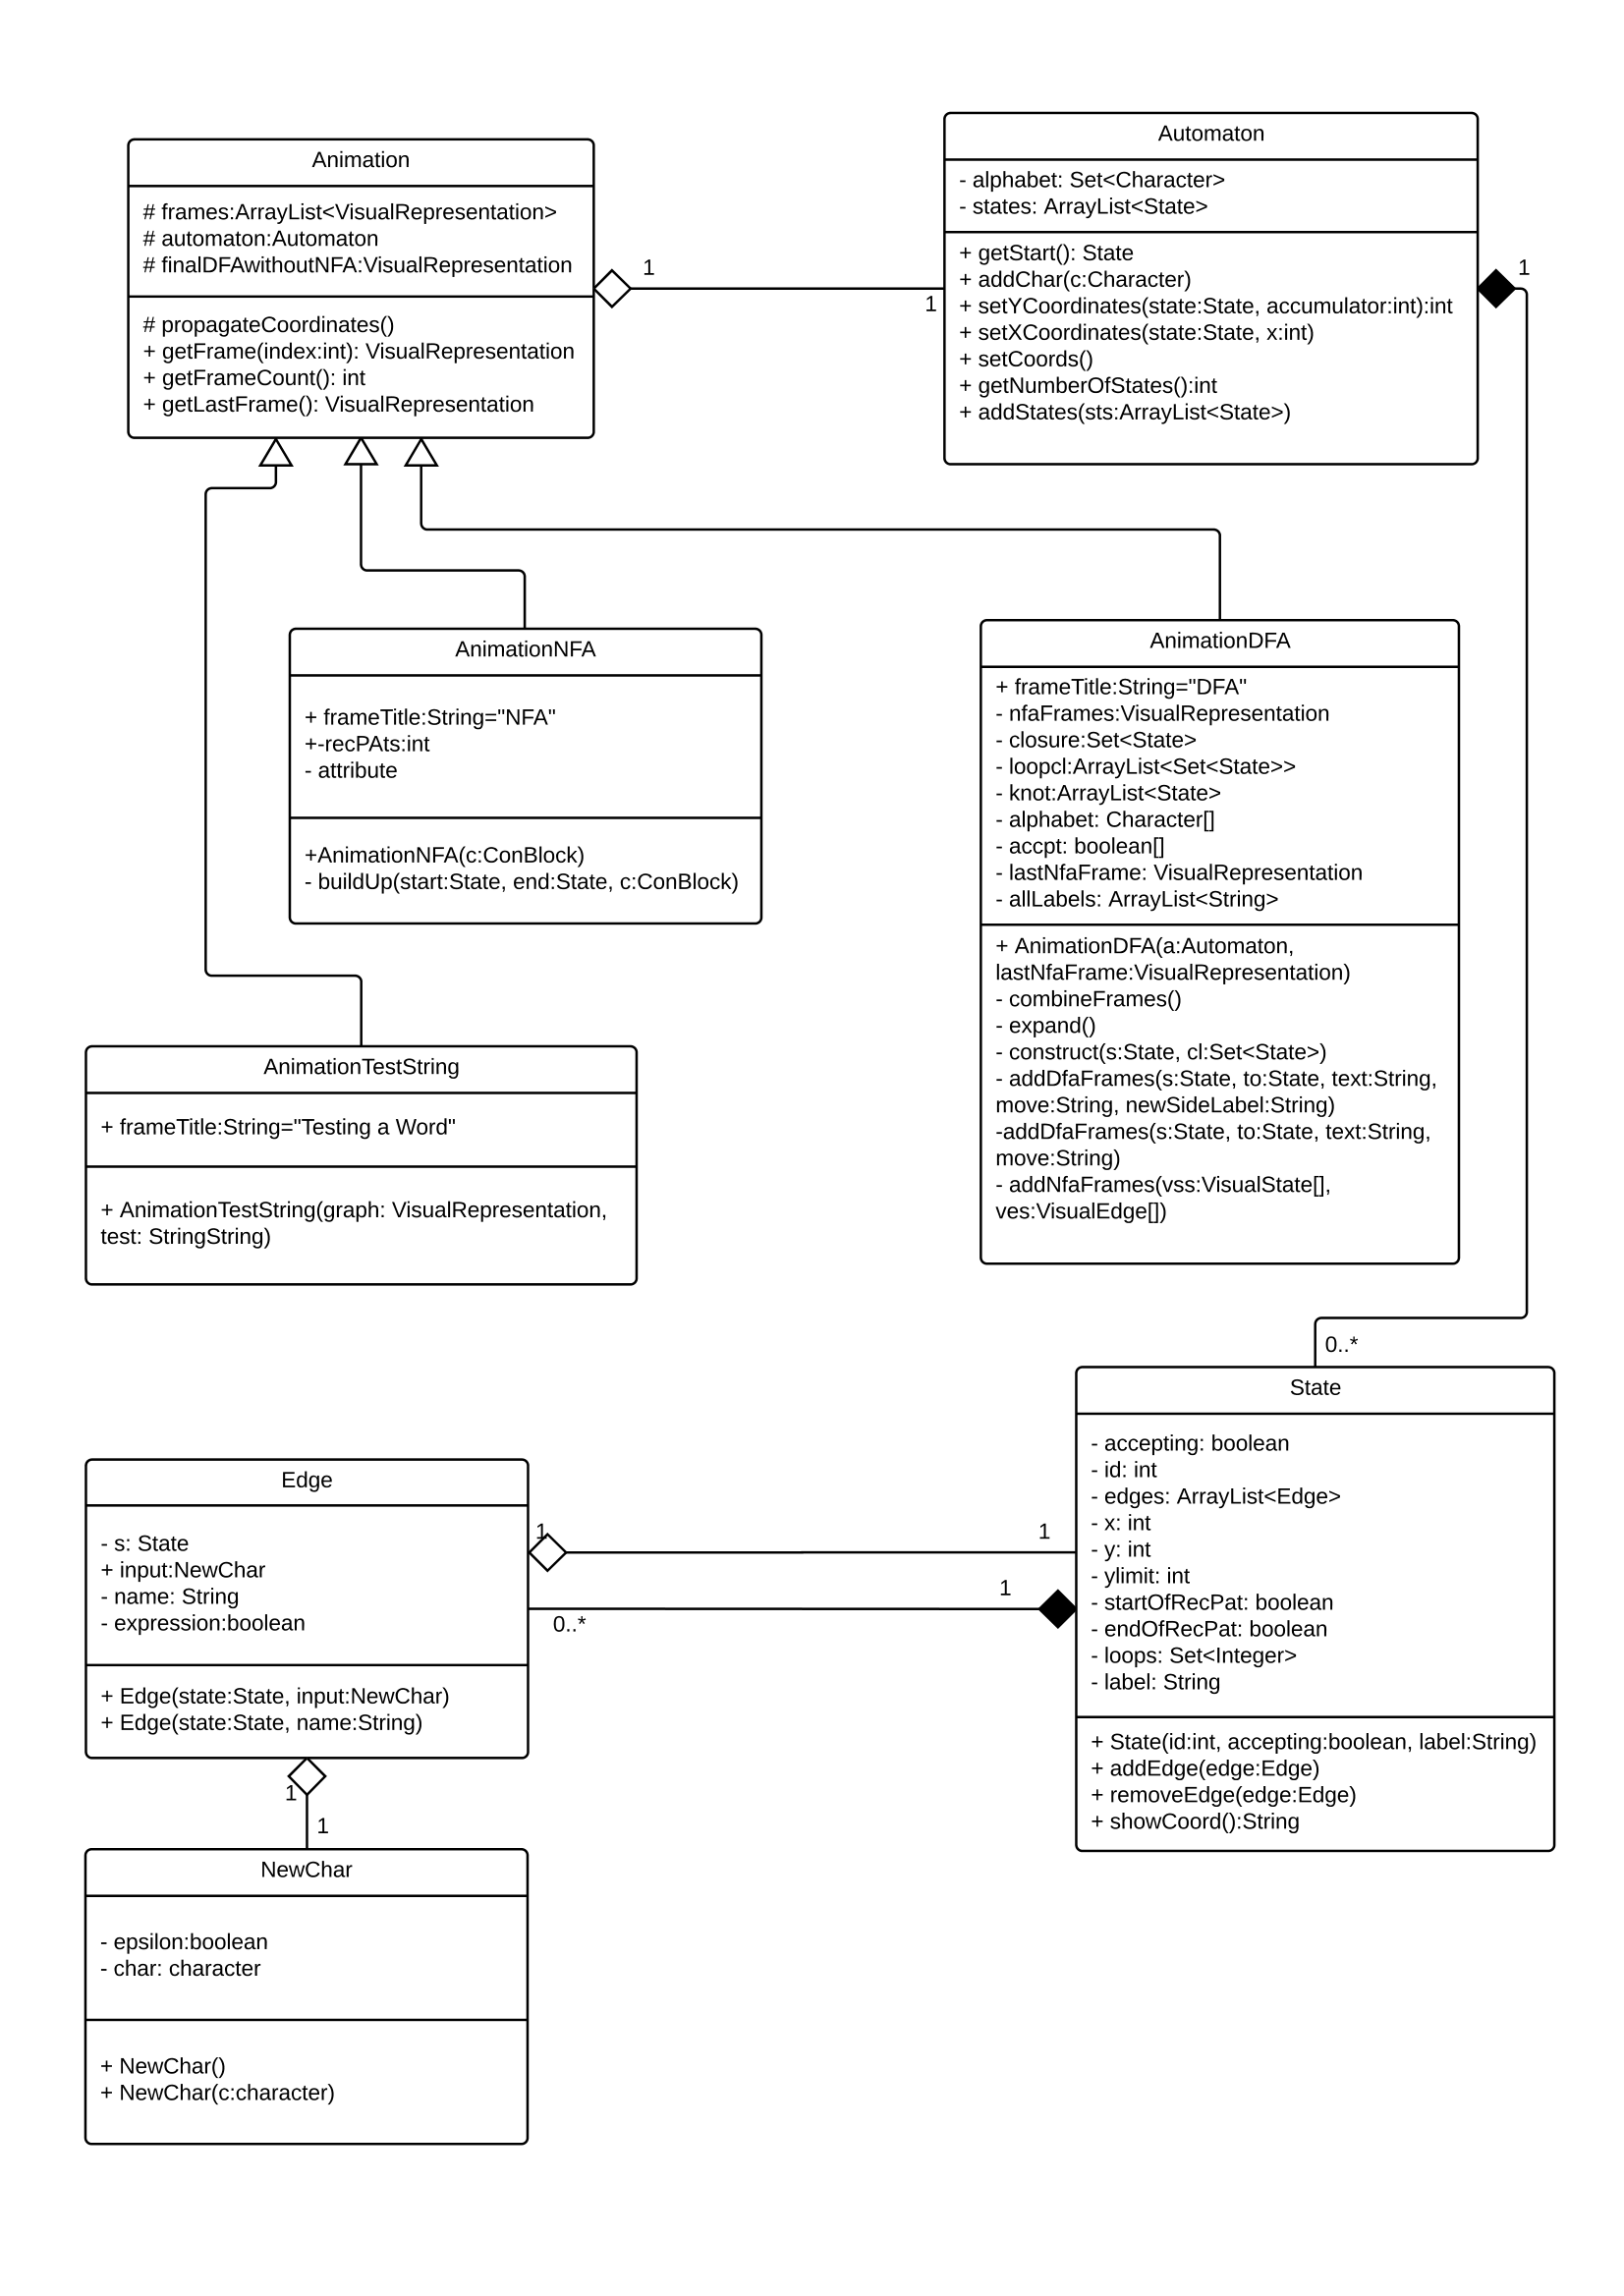 Animation
# frames:ArrayList<VisualRepresentation>
# automaton:Automaton
# finalDFAwithoutNFA:VisualRepresentation
# propagateCoordinates()
+ getFrame(index:int): VisualRepresentation
+ getFrameCount(): int
+ getLastFrame(): VisualRepresentation
1
1
Automaton
- alphabet: Set<Character>
- states: ArrayList<State>
+ getStart(): State
+ addChar(c:Character)
+ setYCoordinates(state:State, accumulator:int):int
+ setXCoordinates(state:State, x:int)
+ setCoords()
+ getNumberOfStates():int
+ addStates(sts:ArrayList<State>)
1
AnimationNFA
+ frameTitle:String="NFA"
+-recPAts:int
- attribute
+AnimationNFA(c:ConBlock)
- buildUp(start:State, end:State, c:ConBlock)
AnimationDFA
+ frameTitle:String="DFA"
- nfaFrames:VisualRepresentation
- closure:Set<State>
- loopcl:ArrayList<Set<State>>
- knot:ArrayList<State>
- alphabet: Character[]
- accpt: boolean[]
- lastNfaFrame: VisualRepresentation
- allLabels: ArrayList<String>
+ AnimationDFA(a:Automaton,
lastNfaFrame:VisualRepresentation)
- combineFrames()
- expand()
- construct(s:State, cl:Set<State>)
- addDfaFrames(s:State, to:State, text:String,
move:String, newSideLabel:String)
-addDfaFrames(s:State, to:State, text:String,
move:String)
- addNfaFrames(vss:VisualState[],
ves:VisualEdge[])
AnimationTestString
+ frameTitle:String="Testing a Word"
+ AnimationTestString(graph: VisualRepresentation,
test: StringString)
0..*
State
- accepting: boolean
- id: int
- edges: ArrayList<Edge>
- x: int
- y: int
- ylimit: int
- startOfRecPat: boolean
- endOfRecPat: boolean
- loops: Set<Integer>
- label: String
+ State(id:int, accepting:boolean, label:String)
+ addEdge(edge:Edge)
+ removeEdge(edge:Edge)
+ showCoord():String
Edge
- s: State
+ input:NewChar
- name: String
- expression:boolean
+ Edge(state:State, input:NewChar)
+ Edge(state:State, name:String)
1
1
1
0..*
1
1
NewChar
- epsilon:boolean
- char: character
+ NewChar()
+ NewChar(c:character)